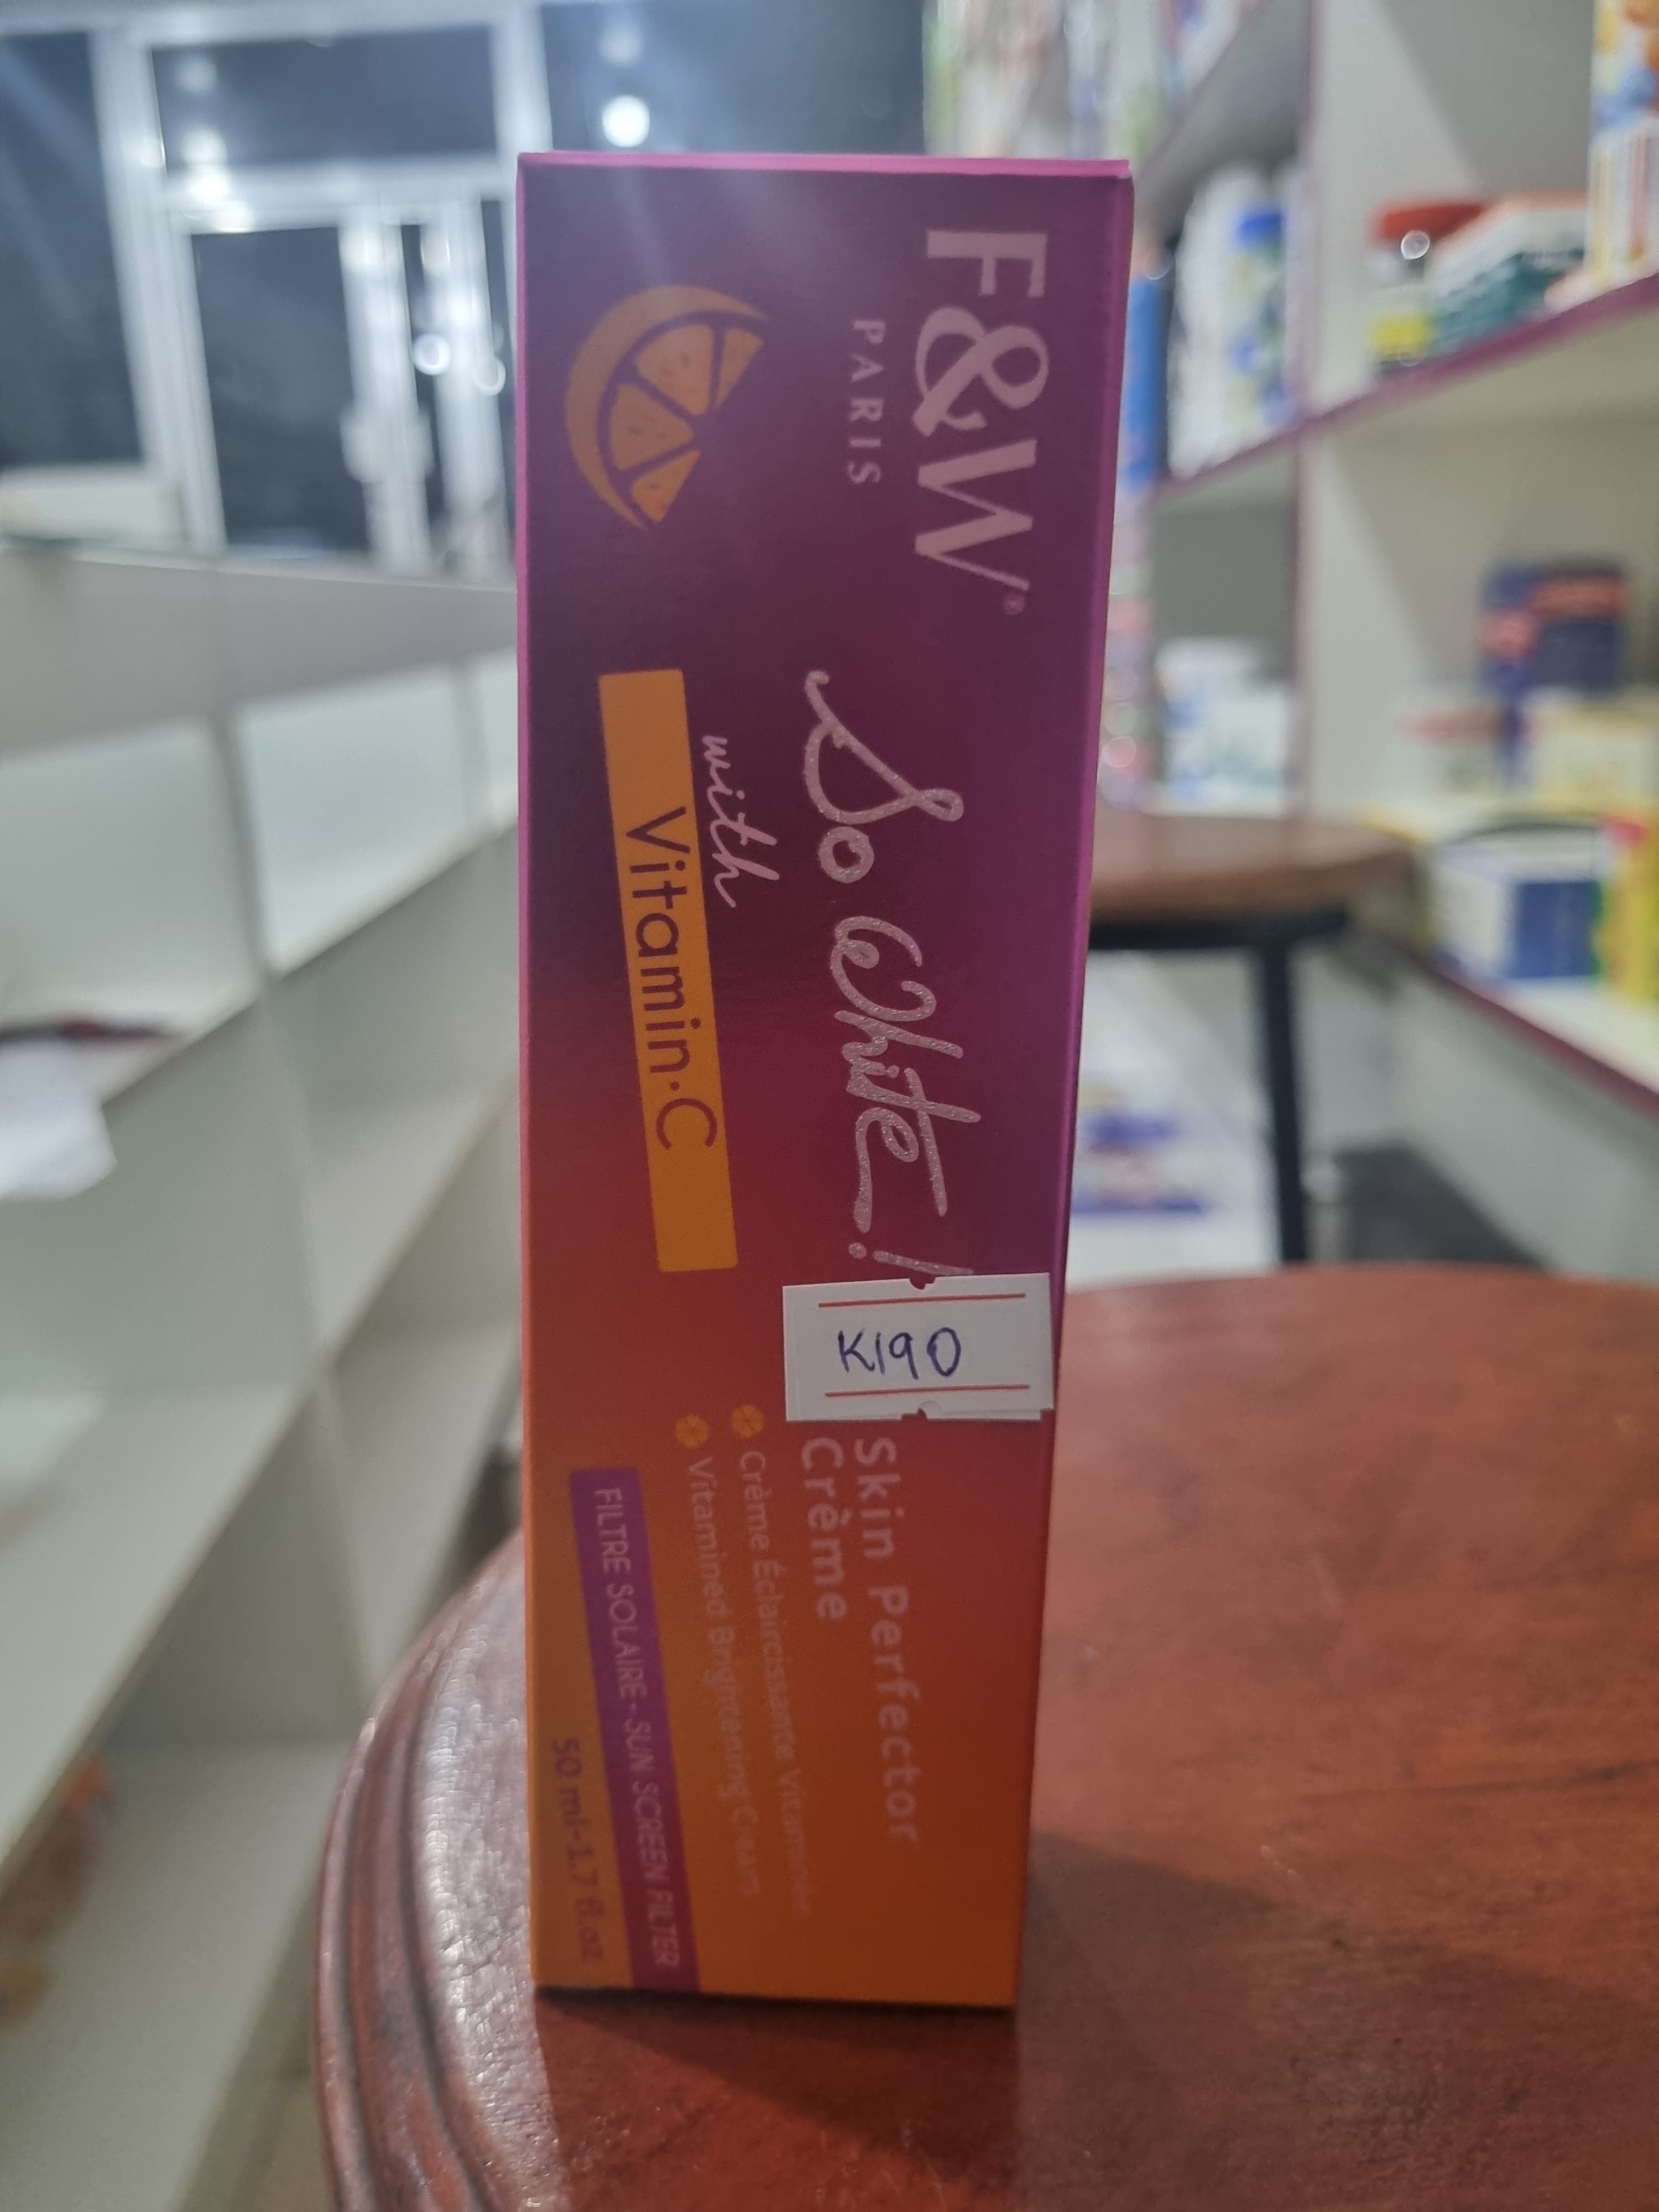 F&W®
PARIS
So White!
with
Vitamin·C
K190
Skin Perfector
Crème
Crème Éclaircissante Vitaminée
Vitamined Brightening Cream
FILTRE SOLAIRE - SUN SCREEN FILTER
50 ml-1.7 fl.oz